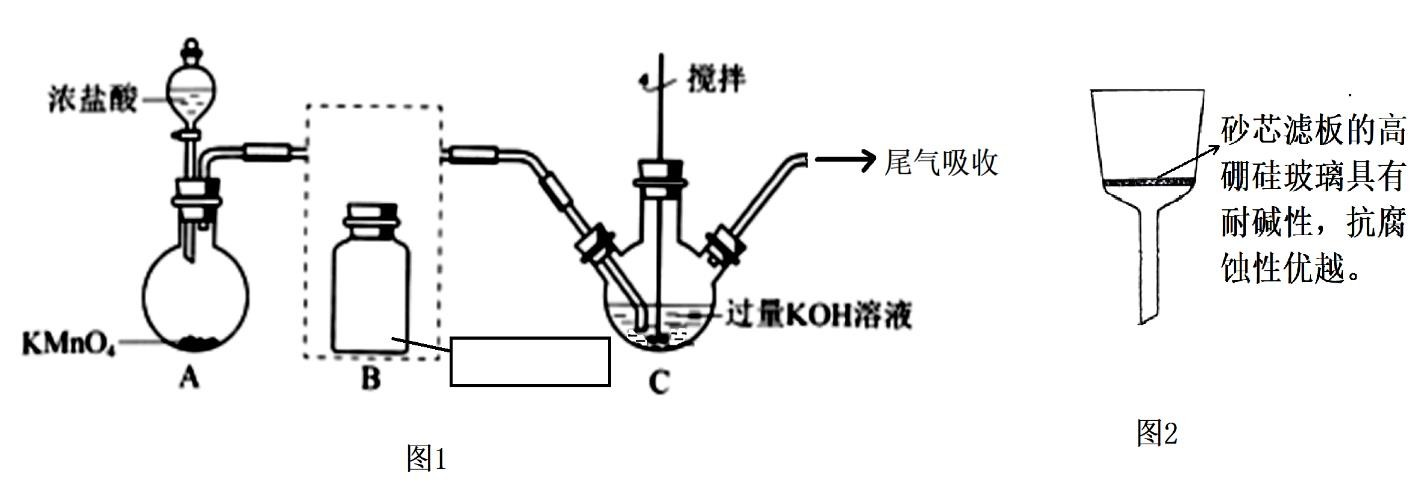 浓盐酸
KMnO₄
A
B
搅拌
尾气吸收
过量KOH溶液
C
图1
砂芯滤板的高
硼硅玻璃具有
耐碱性，抗腐
蚀性优越。
图2